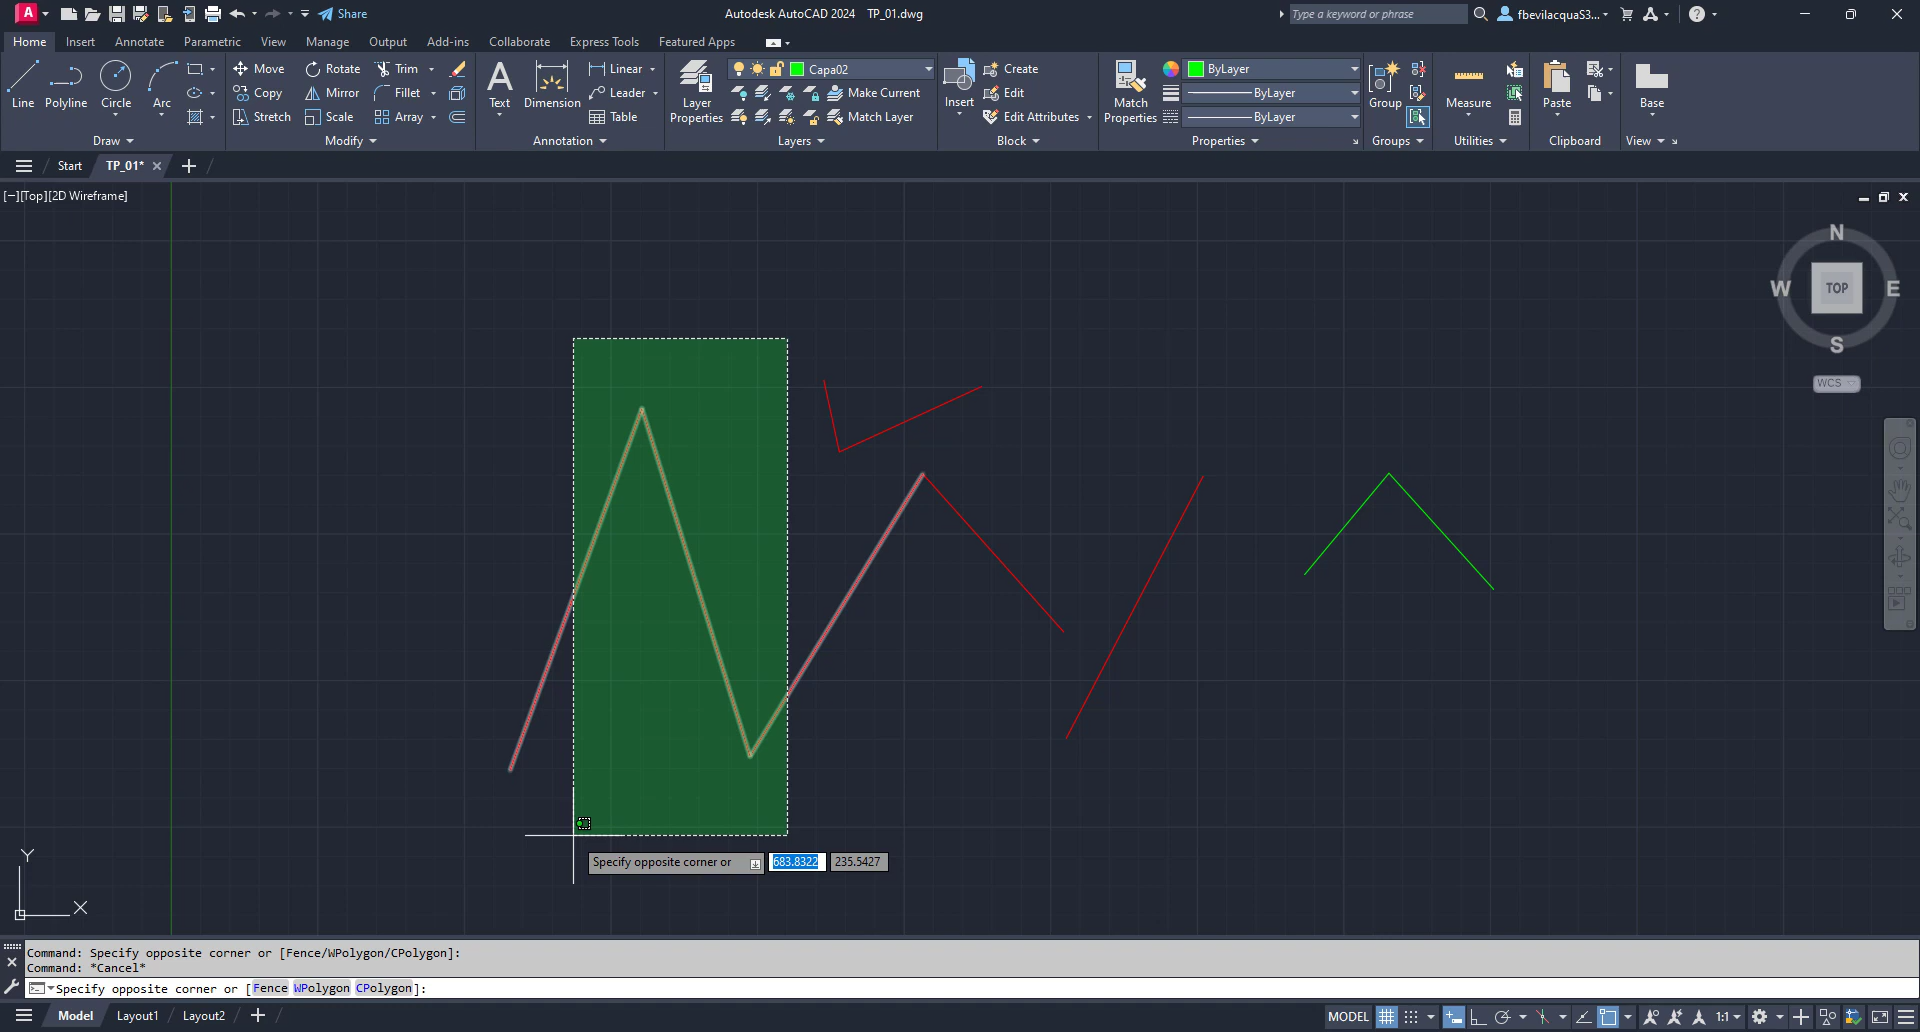 A Share Autodesk AutoCAD 2024 TP_01.dwg Type a keyword or phrase fbevilacquaS3... ?
Home Insert Annotate Parametric View Manage Output Add-ins Collaborate Express Tools Featured Apps
Line Polyline Circle Arc
Draw
Move Rotate Trim
Copy Mirror Fillet
Stretch Scale Array
Modify
Text Dimension
Linear
Leader
Table
Annotation
Layer Properties
Capa02
Make Current
Match Layer
Layers
Insert
Create
Edit
Edit Attributes
Block
Match Properties
ByLayer
ByLayer
ByLayer
Properties
Group
Groups
Measure
Utilities
Paste
Clipboard
Base
View
Start TP_01*
[−][Top][2D Wireframe]
N
W TOP E
S
WCS
Specify opposite corner or 683.8322 235.5427
Y
X
Command: Specify opposite corner or [Fence/WPolygon/CPolygon]:
Command: *Cancel*
Specify opposite corner or [Fence WPolygon CPolygon]:
Model Layout1 Layout2 MODEL 1:1